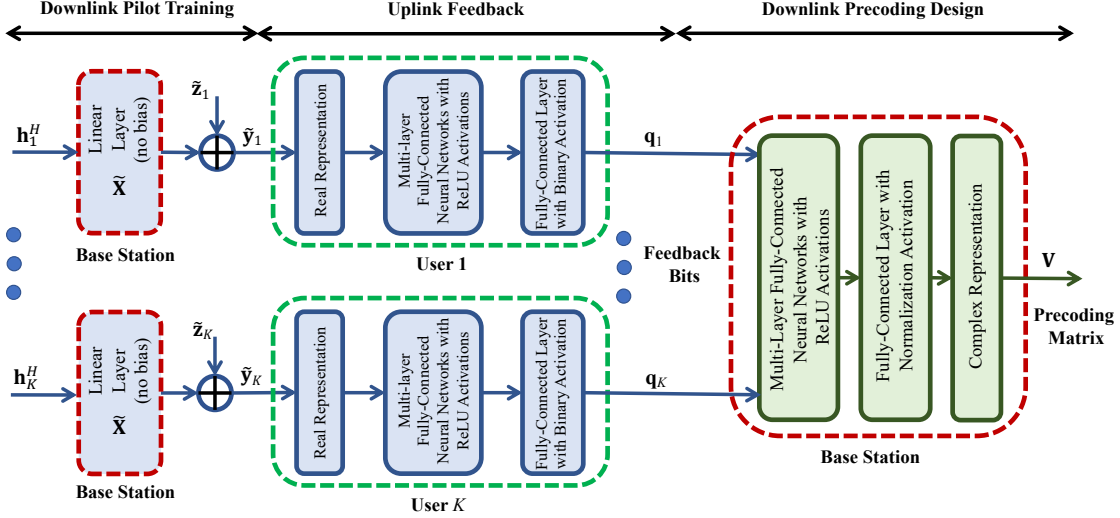 Downlink Pilot Training
Uplink Feedback
Downlink Precoding Design
𝐡₁ᴴ
Linear
Layer
(no bias)
X̃
Base Station
z̃₁
ỹ₁
Real Representation
Multi-layer
Fully-Connected
Neural Networks with
ReLU Activations
Fully-Connected Layer
with Binary Activation
User 1
q₁
Feedback
Bits
𝐡_Kᴴ
Linear
Layer
(no bias)
X̃
Base Station
z̃_K
ỹ_K
Real Representation
Multi-layer
Fully-Connected
Neural Networks with
ReLU Activations
Fully-Connected Layer
with Binary Activation
User K
q_K
Multi-Layer Fully-Connected
Neural Networks with
ReLU Activations
Fully-Connected Layer with
Normalization Activation
Complex Representation
Base Station
V
Precoding
Matrix